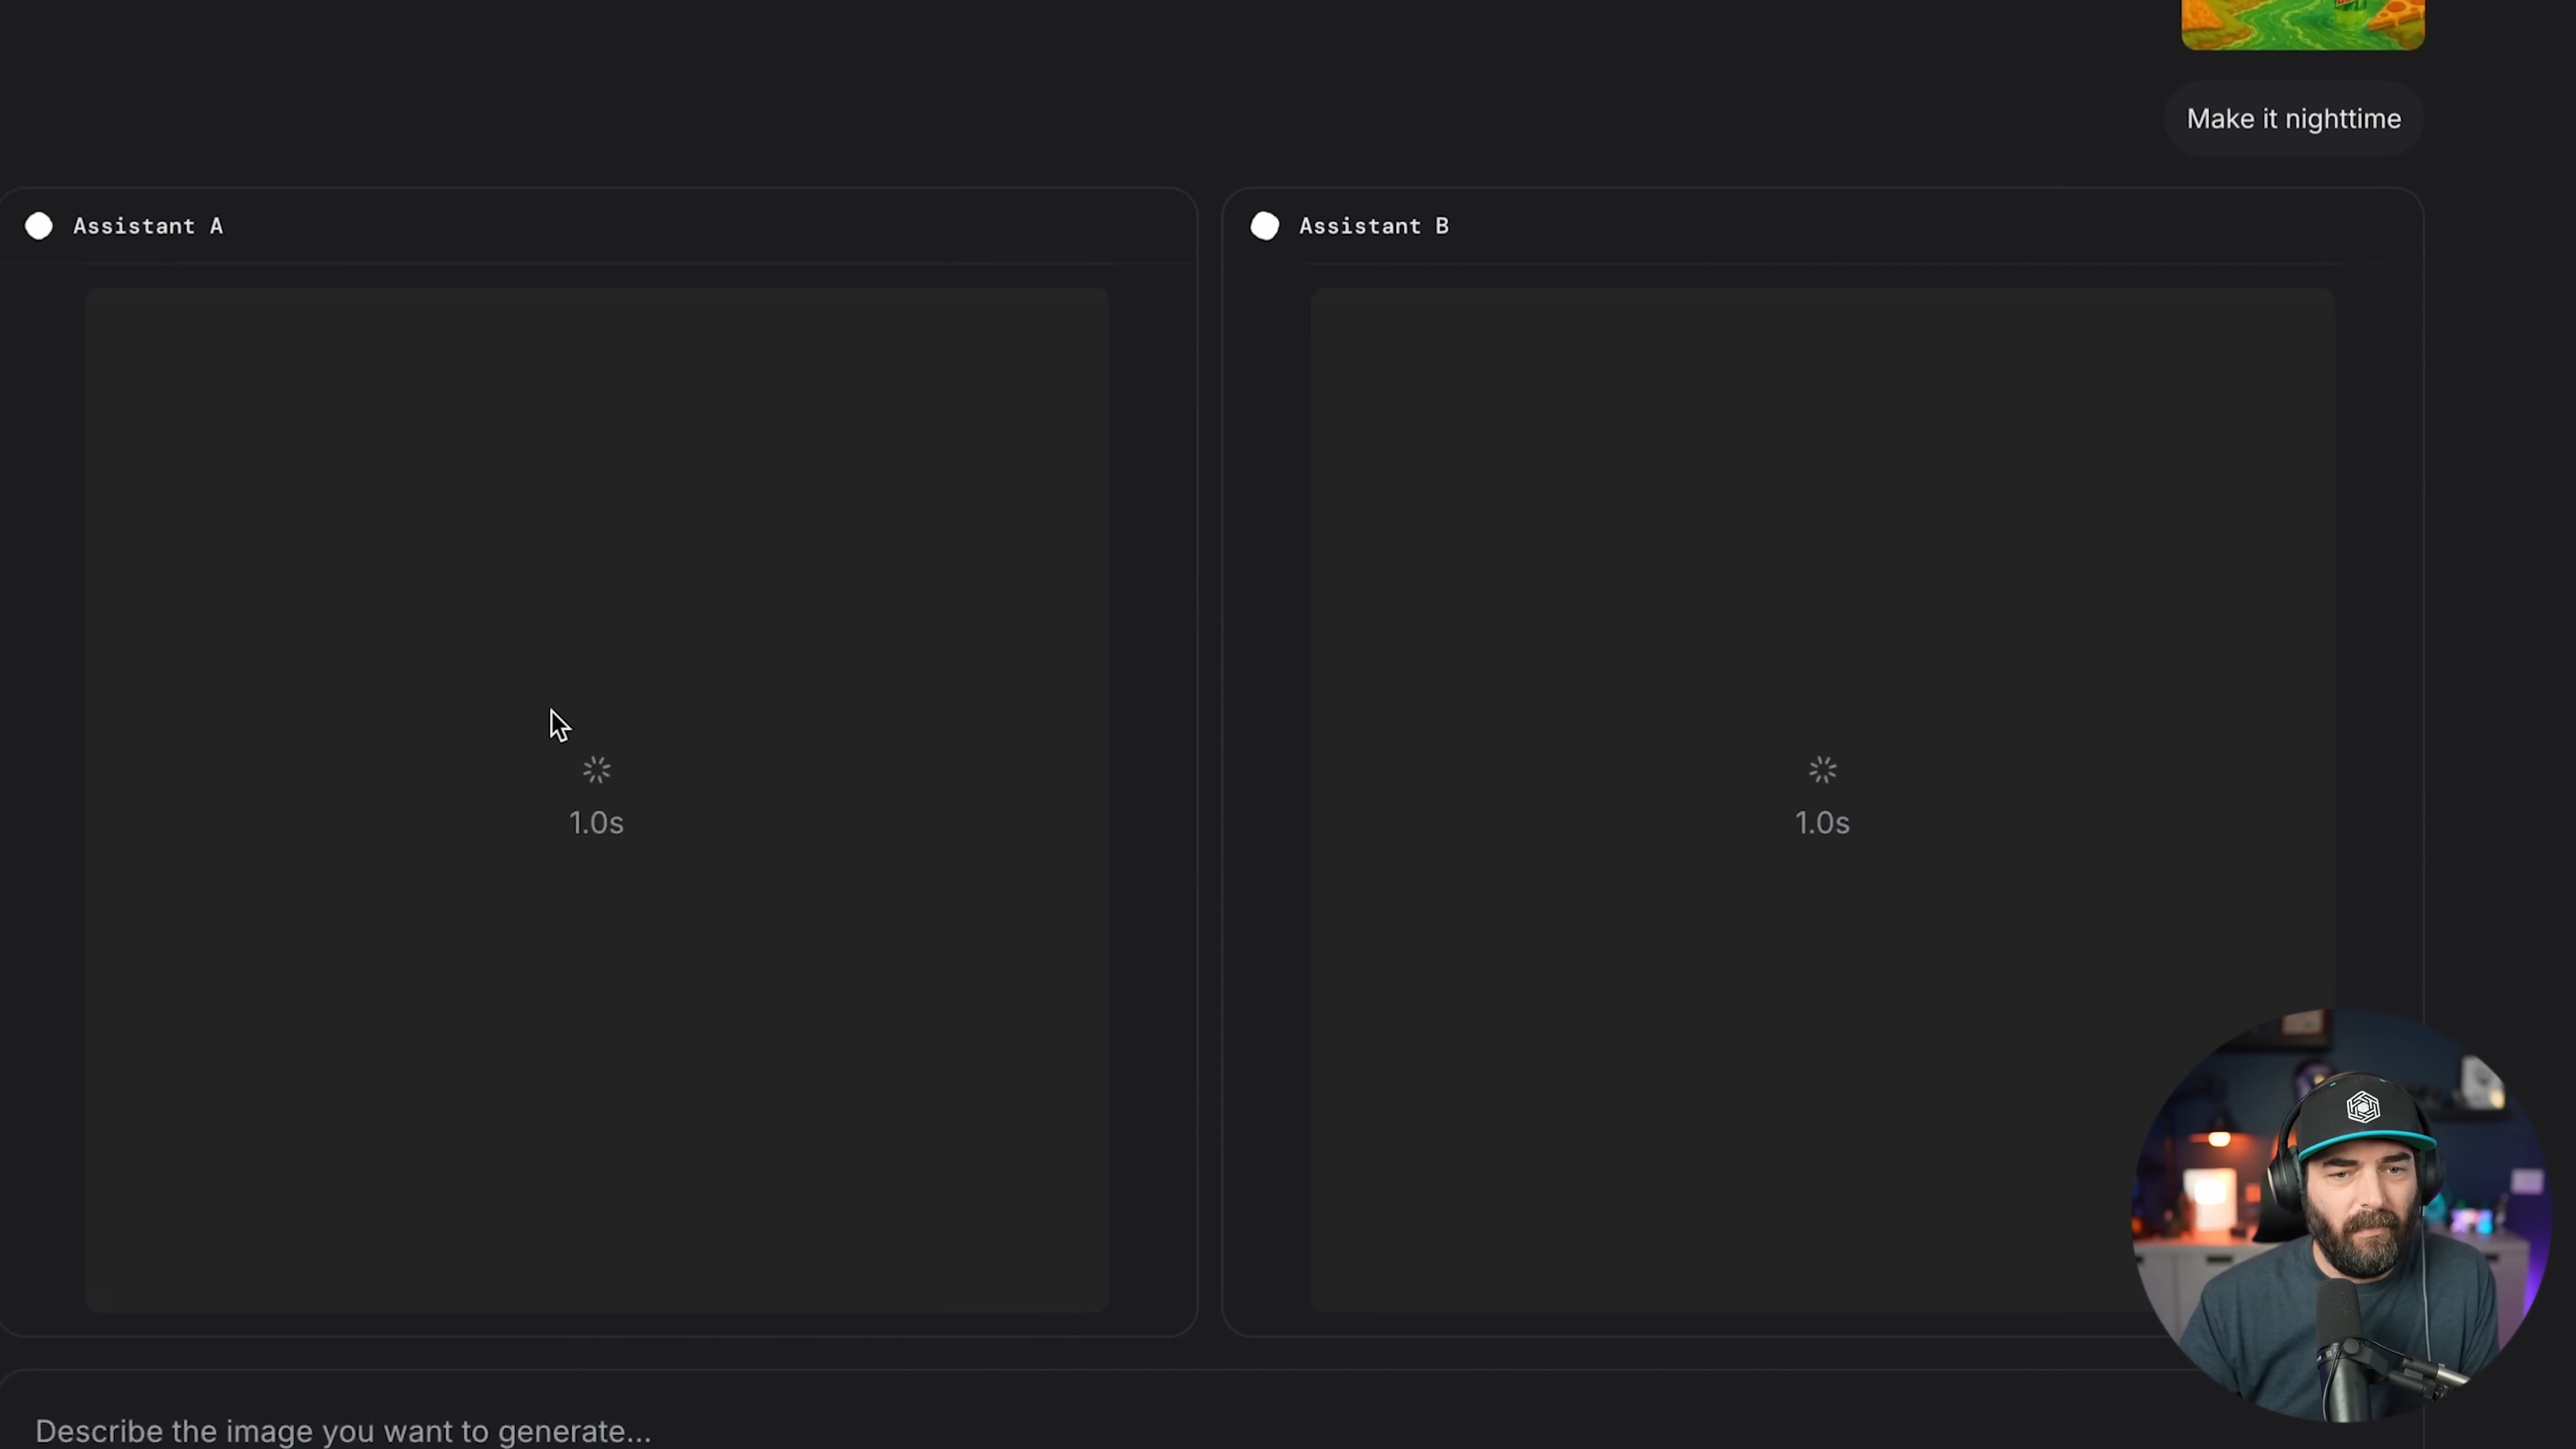 Make it nighttime
Assistant A
Assistant B
1.0s
1.0s
Describe the image you want to generate...